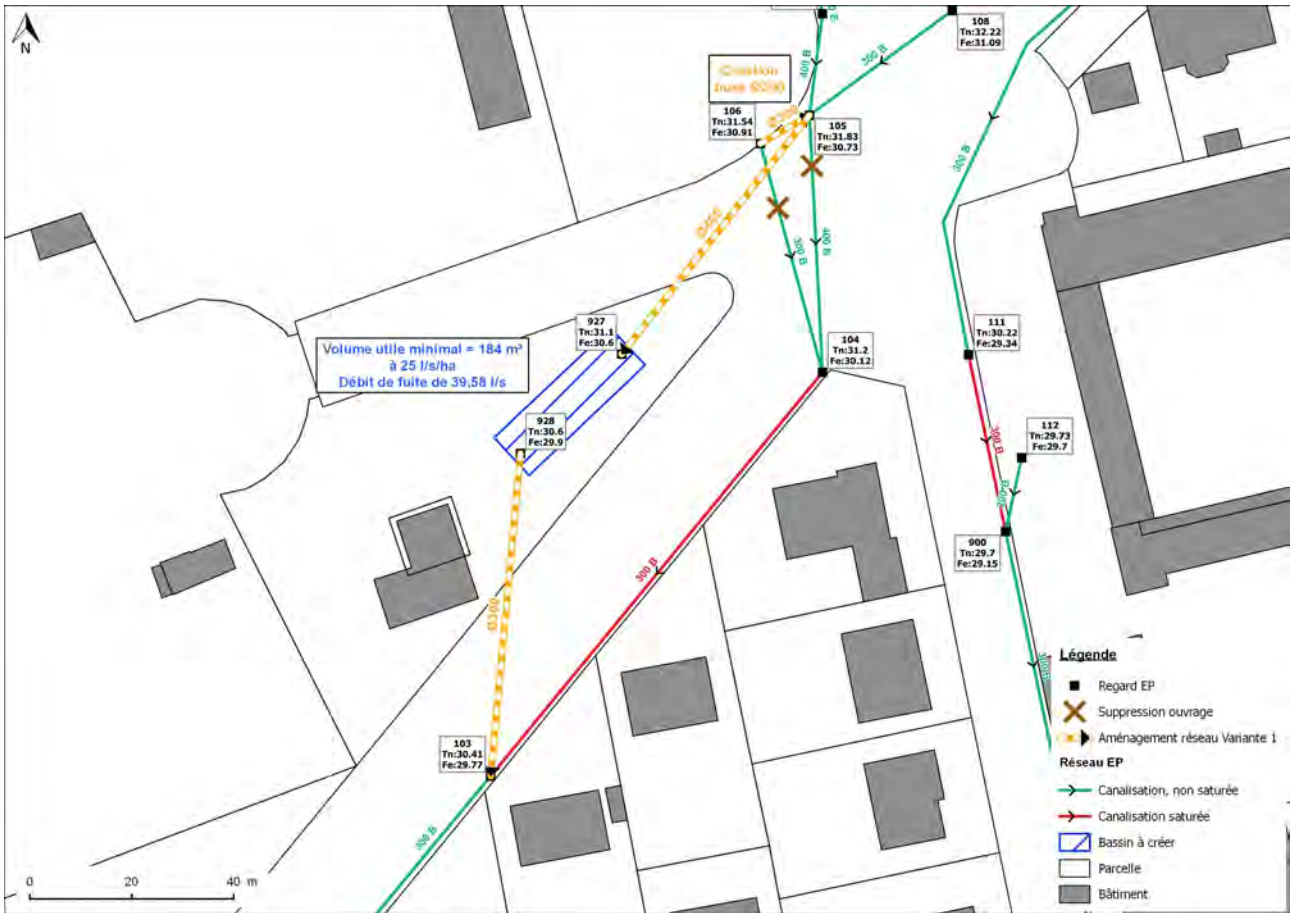 N
108
Tn:32.22
Fe:31.09
400 B
300 B
Création
buse Ø300
106
Tn:31.54
Fe:30.91
Ø300
105
Tn:31.83
Fe:30.73
300 B
Ø400
300 B
400 B
927
Tn:31.1
Fe:30.6
Volume utile minimal = 184 m³
à 25 l/s/ha
Débit de fuite de 39,58 l/s
104
Tn:31.2
Fe:30.12
111
Tn:30.22
Fe:29.34
928
Tn:30.6
Fe:29.9
300 B
112
Tn:29.73
Fe:29.7
200 B
900
Tn:29.7
Fe:29.15
300 B
Ø300
300 B
103
Tn:30.41
Fe:29.77
300 B
0 20 40 m
Légende
Regard EP
Suppression ouvrage
Aménagement réseau Variante 1
Réseau EP
Canalisation, non saturée
Canalisation saturée
Bassin à créer
Parcelle
Bâtiment